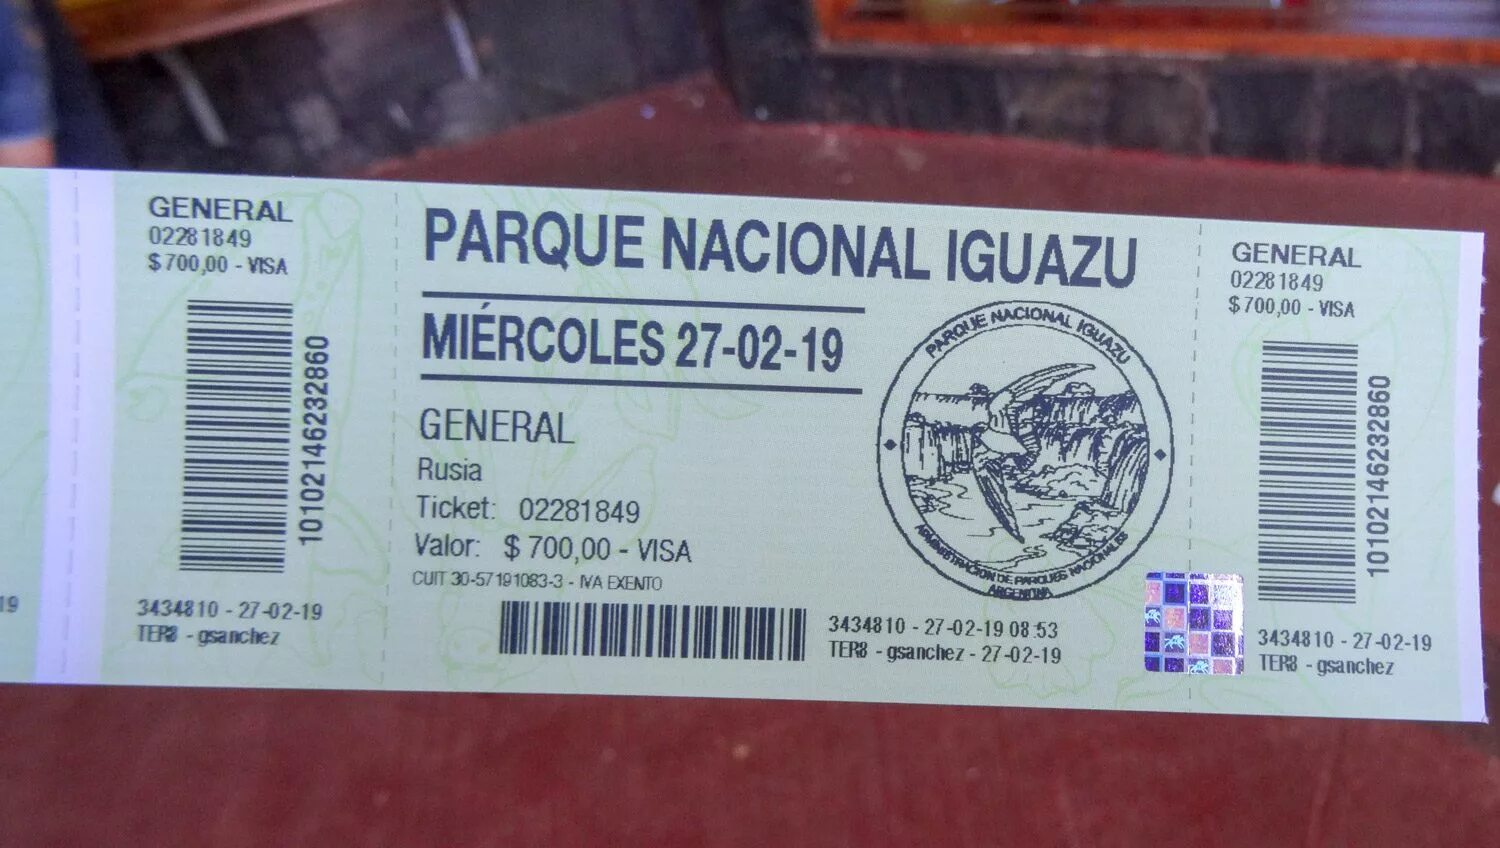 19
GENERAL
02281849
$ 700,00 - VISA
10102146232860
3434810 - 27-02-19
TER8 - gsanchez
PARQUE NACIONAL IGUAZU
MIÉRCOLES 27-02-19
GENERAL
Rusia
Ticket: 02281849
Valor: $ 700,00 - VISA
CUIT 30-57191083-3 - IVA EXENTO
3434810 - 27-02-19 08:53
TER8 - gsanchez - 27-02-19
PARQUE NACIONAL IGUAZU
ADMINISTRACION DE PARQUES NACIONALES
ARGENTINA
GENERAL
02281849
$ 700,00 - VISA
10102146232860
3434810 - 27-02-19
TER8 - gsanchez